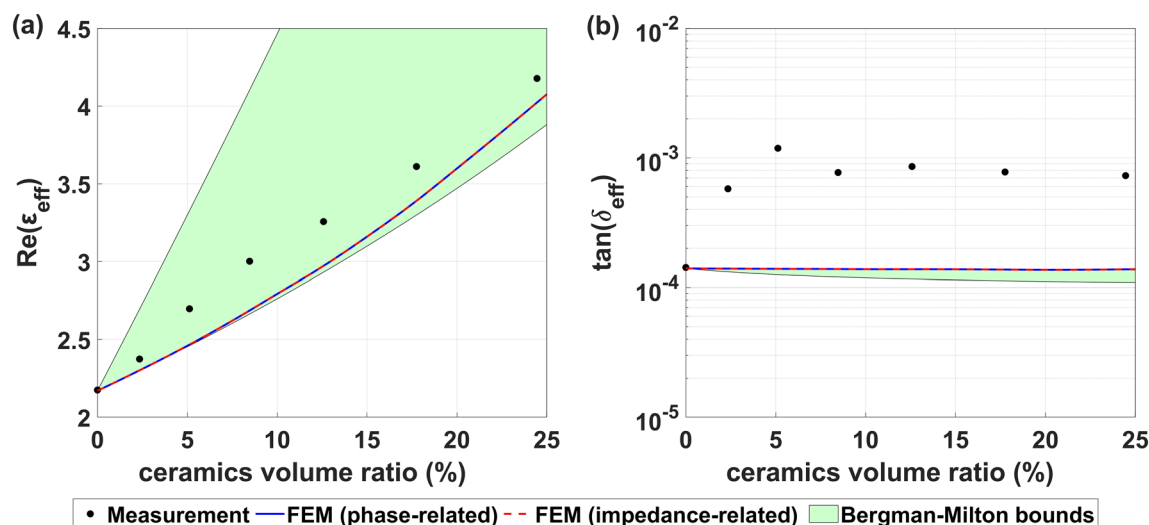 (a)
4.5
4
3.5
3
2.5
2
Re(ε_eff)
0 5 10 15 20 25
ceramics volume ratio (%)
(b)
10^-2
10^-3
10^-4
10^-5
tan(δ_eff)
0 5 10 15 20 25
ceramics volume ratio (%)
Measurement FEM (phase-related) FEM (impedance-related) Bergman-Milton bounds